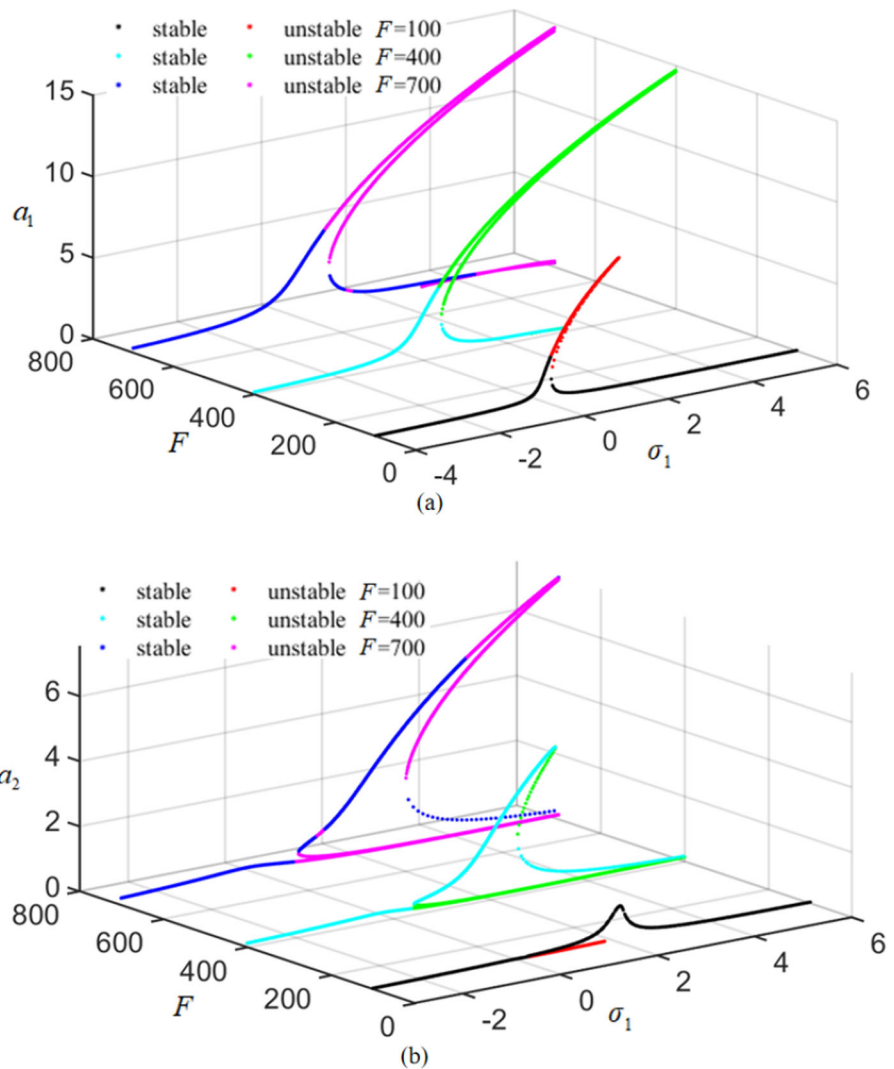 stable unstable F=100
stable unstable F=400
stable unstable F=700
15
10
a₁
5
0
800
600
400
F
200
0
-4
-2
0
2
4
6
σ₁
(a)
stable unstable F=100
stable unstable F=400
stable unstable F=700
6
4
a₂
2
0
800
600
400
F
200
0
-2
0
2
4
6
σ₁
(b)